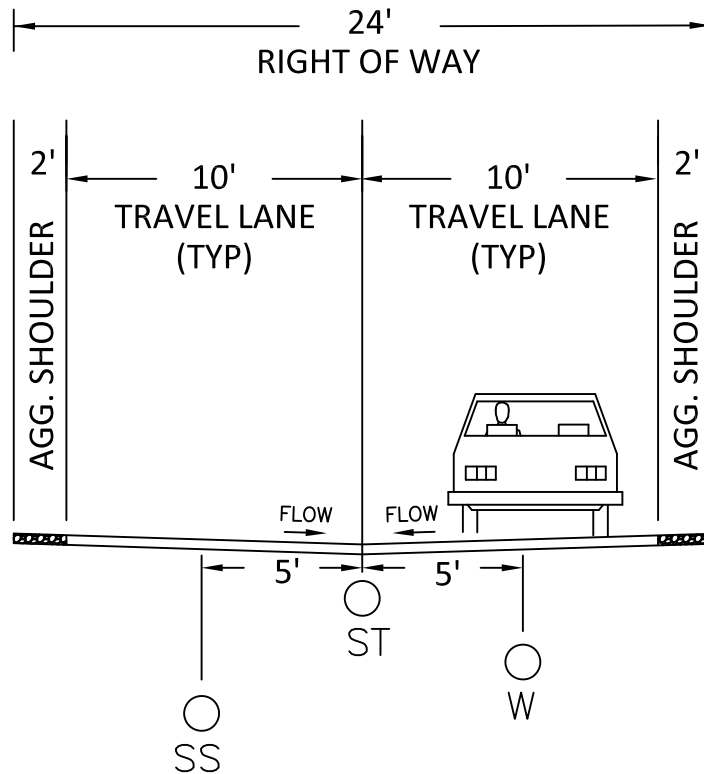 24'
RIGHT OF WAY
2'
10'
10'
2'
TRAVEL LANE
(TYP)
TRAVEL LANE
(TYP)
AGG. SHOULDER
AGG. SHOULDER
FLOW
FLOW
5'
5'
ST
W
SS